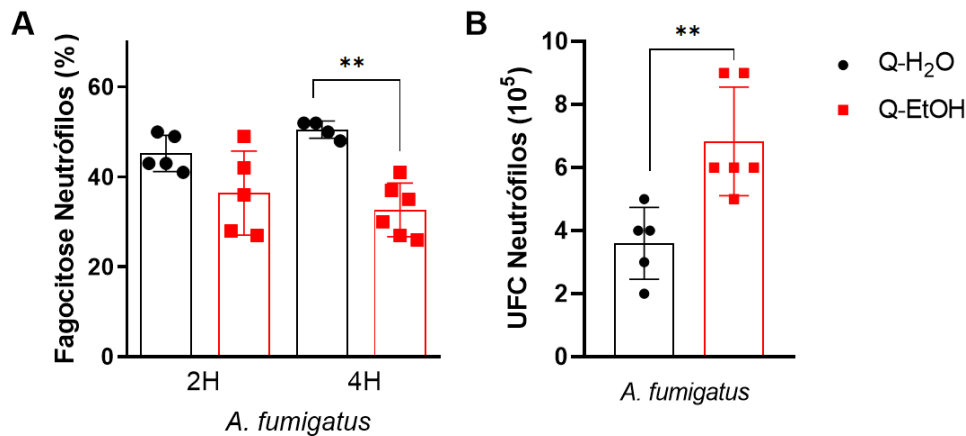 A
Fagocitose Neutrófilos (%)
60
40
20
0
**
2H
4H
A. fumigatus
B
UFC Neutrófilos (10⁵)
10
8
6
4
2
0
**
A. fumigatus
Q-H₂O
Q-EtOH